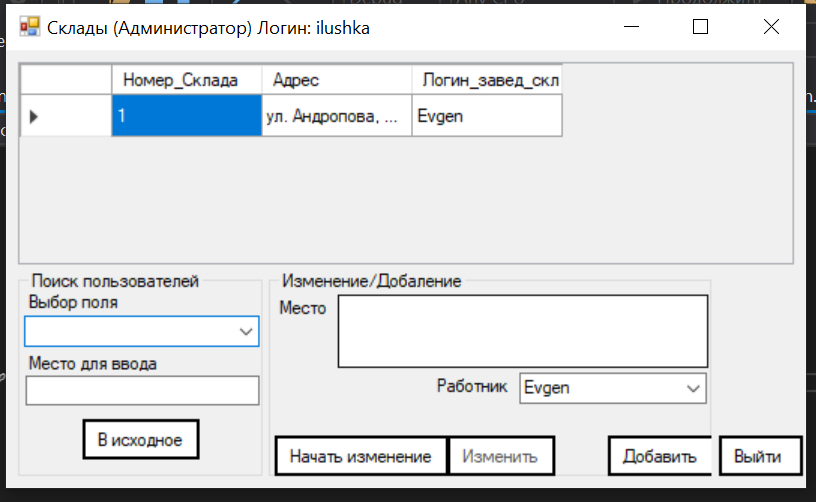 Склады (Администратор) Логин: ilushka
Номер_Склада Адрес Логин_завед_скл
1 ул. Андропова, ... Evgen
Поиск пользователей
Выбор поля
Место для ввода
В исходное
Изменение/Добаление
Место
Работник Evgen
Начать изменение Изменить Добавить Выйти